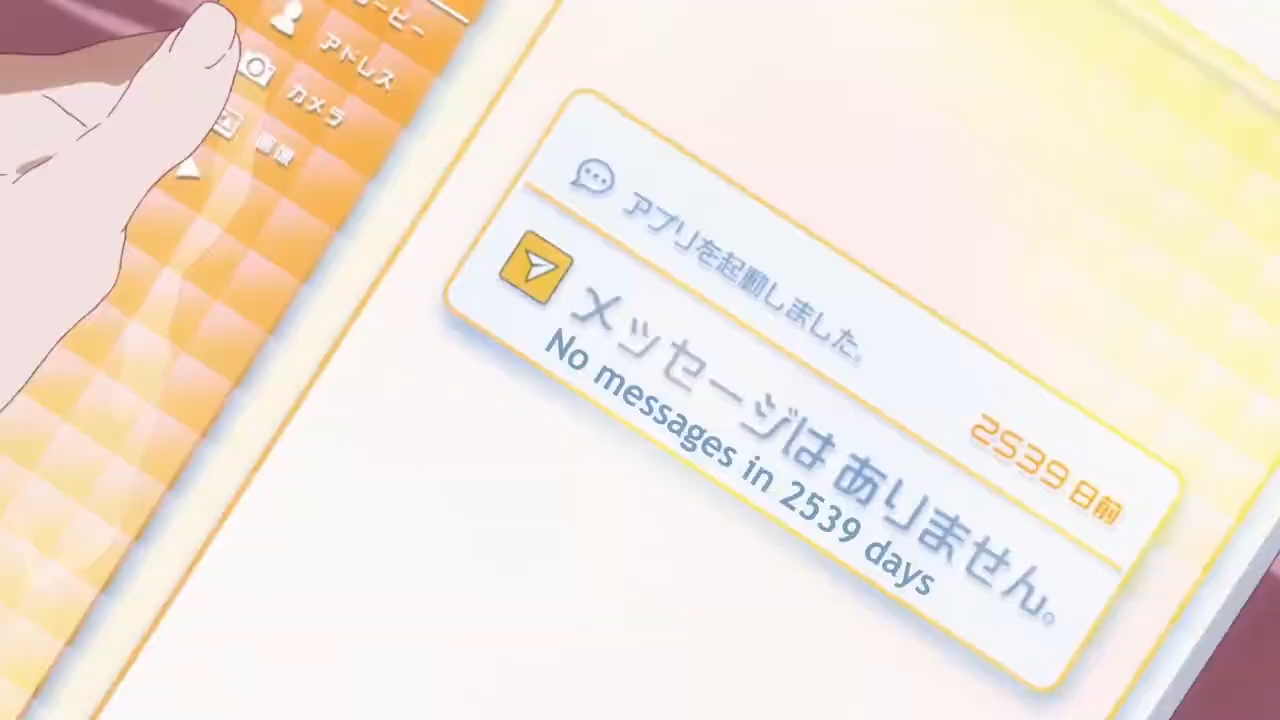 アドレス
カメラ
画像
アプリを起動しました。
2539日前
メッセージはありません。
No messages in 2539 days